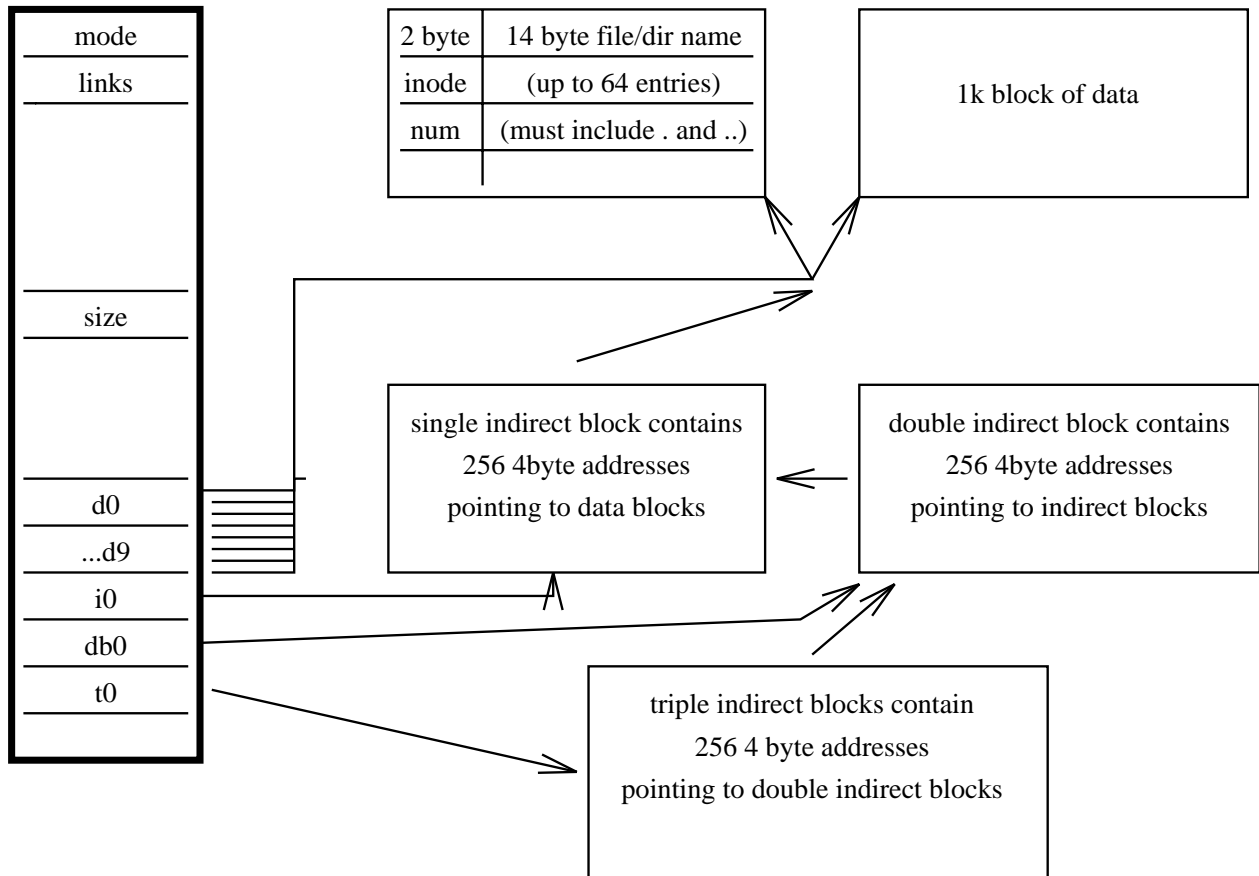 mode
links
size
d0
...d9
i0
db0
t0
2 byte 14 byte file/dir name
inode (up to 64 entries)
num (must include . and ..)
1k block of data
single indirect block contains
256 4byte addresses
pointing to data blocks
double indirect block contains
256 4byte addresses
pointing to indirect blocks
triple indirect blocks contain
256 4 byte addresses
pointing to double indirect blocks